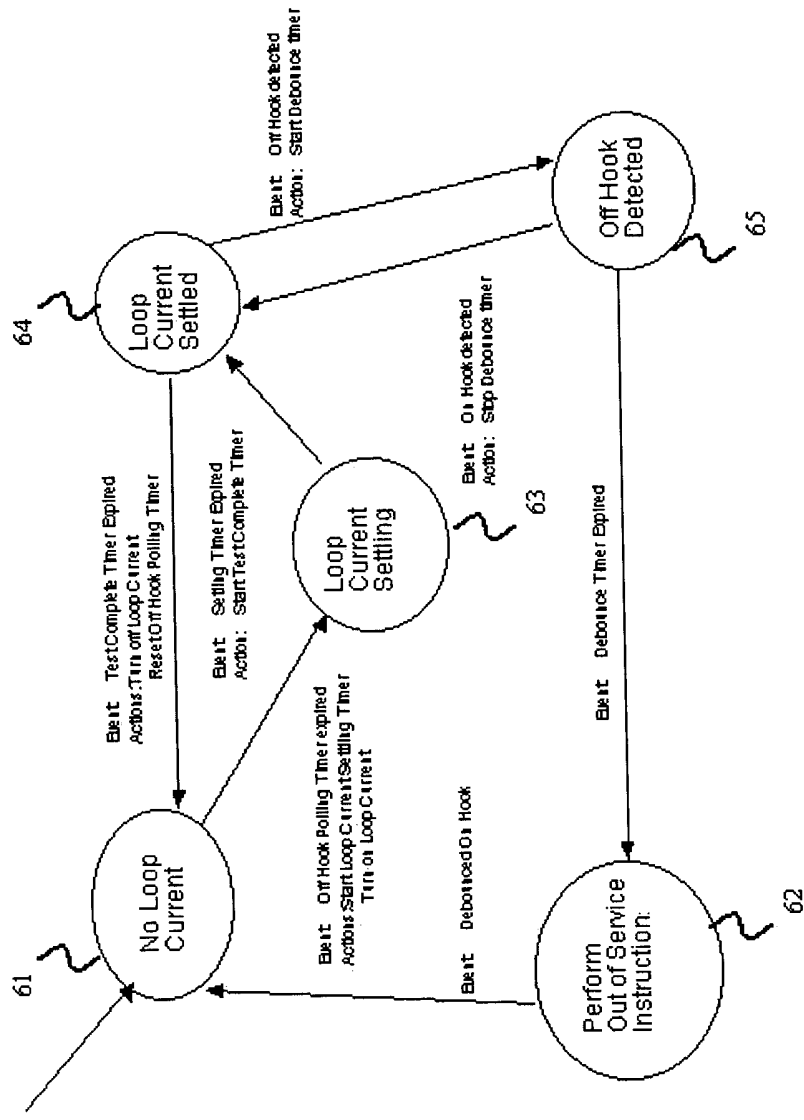 61
No Loop
Current
Event Test Complete Timer Expired
Actions:Turn off Loop Current
Reset Off Hook Polling Timer
64
Loop
Current
Settled
Event Off Hook detected
Action: Start Debounce timer
Event Settling Timer Expired
Action: Start Test Complete Timer
Loop
Current
Settling
63
Event Off Hook Polling Timer expired
Actions:Start Loop Current Settling Timer
Turn on Loop Current
Event On Hook detected
Action: Stop Debounce timer
Event Debounced On Hook
Off Hook
Detected
65
Event Debounce Timer Expired
Perform
Out of Service
Instruction:
62